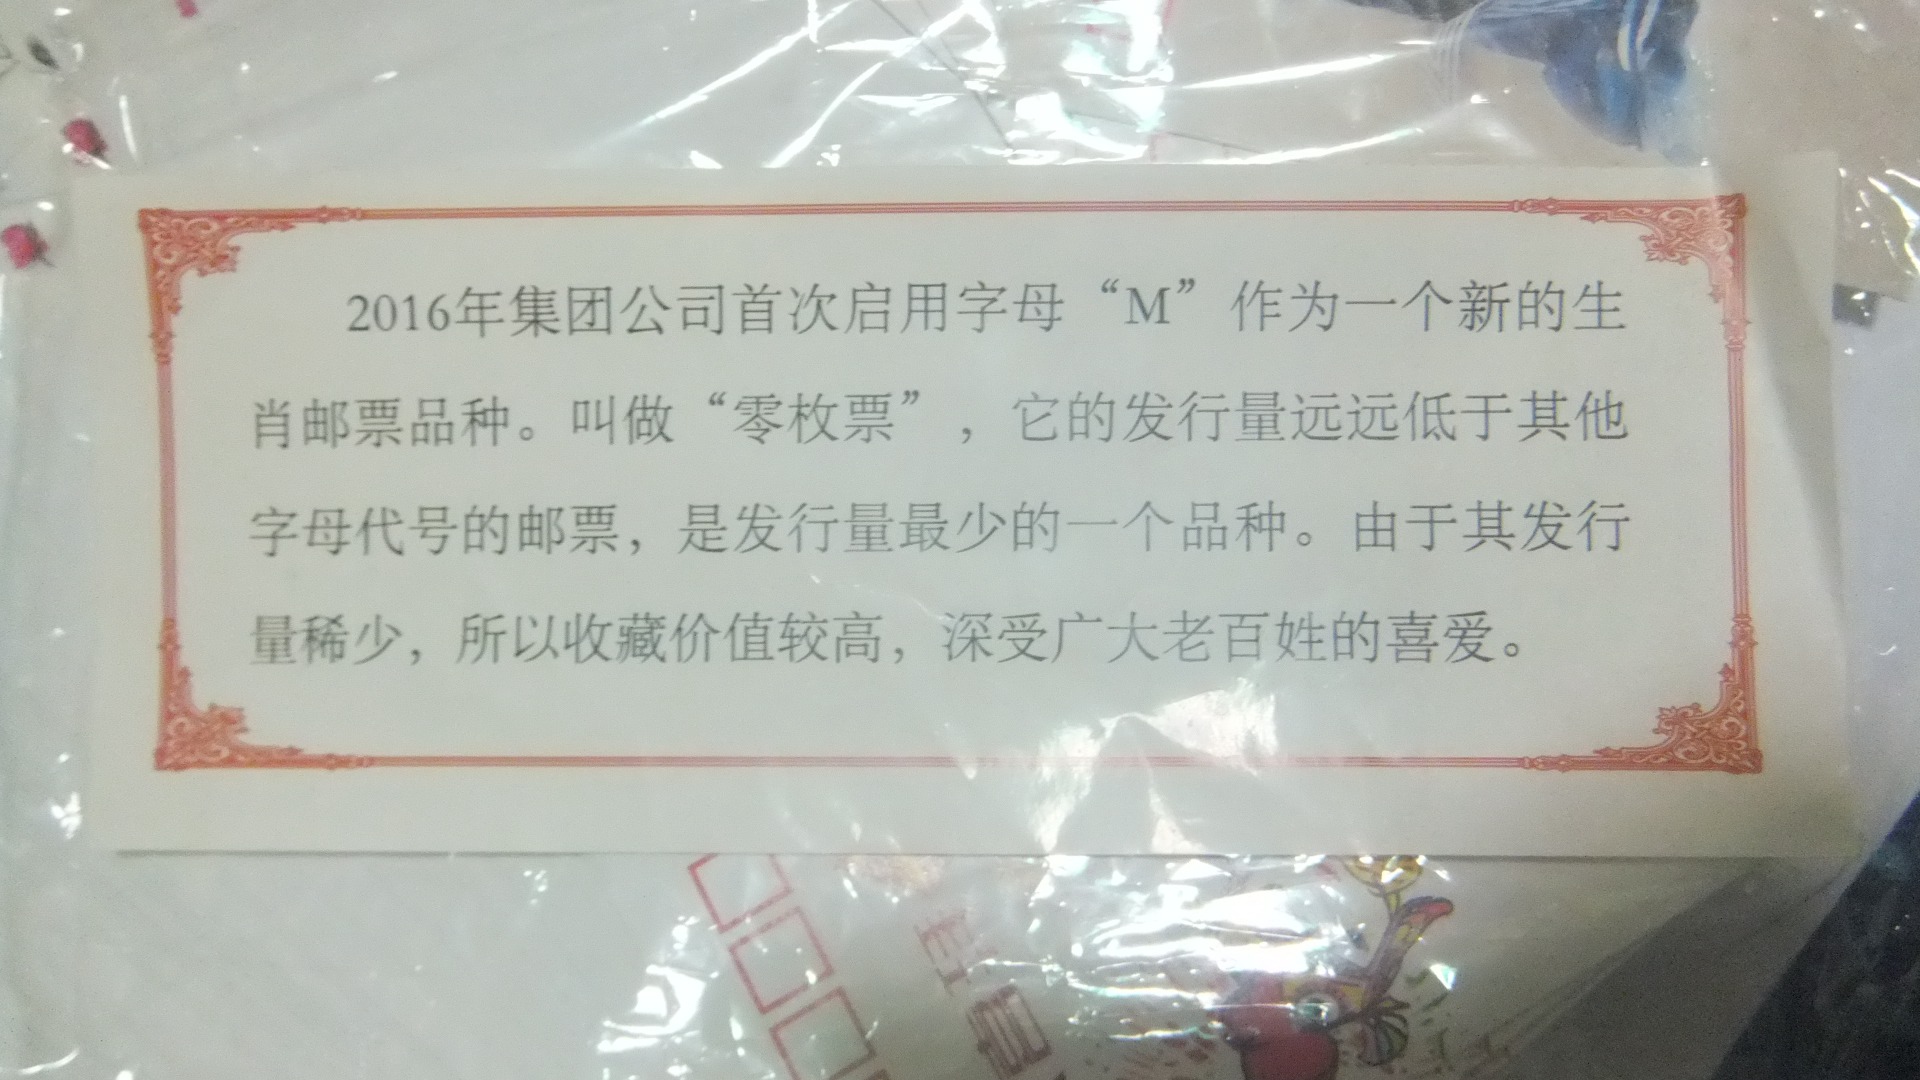 2016年集团公司首次启用字母“M”作为一个新的生
肖邮票品种。叫做“零枚票”，它的发行量远远低于其他
字母代号的邮票，是发行量最少的一个品种。由于其发行
量稀少，所以收藏价值较高，深受广大老百姓的喜爱。